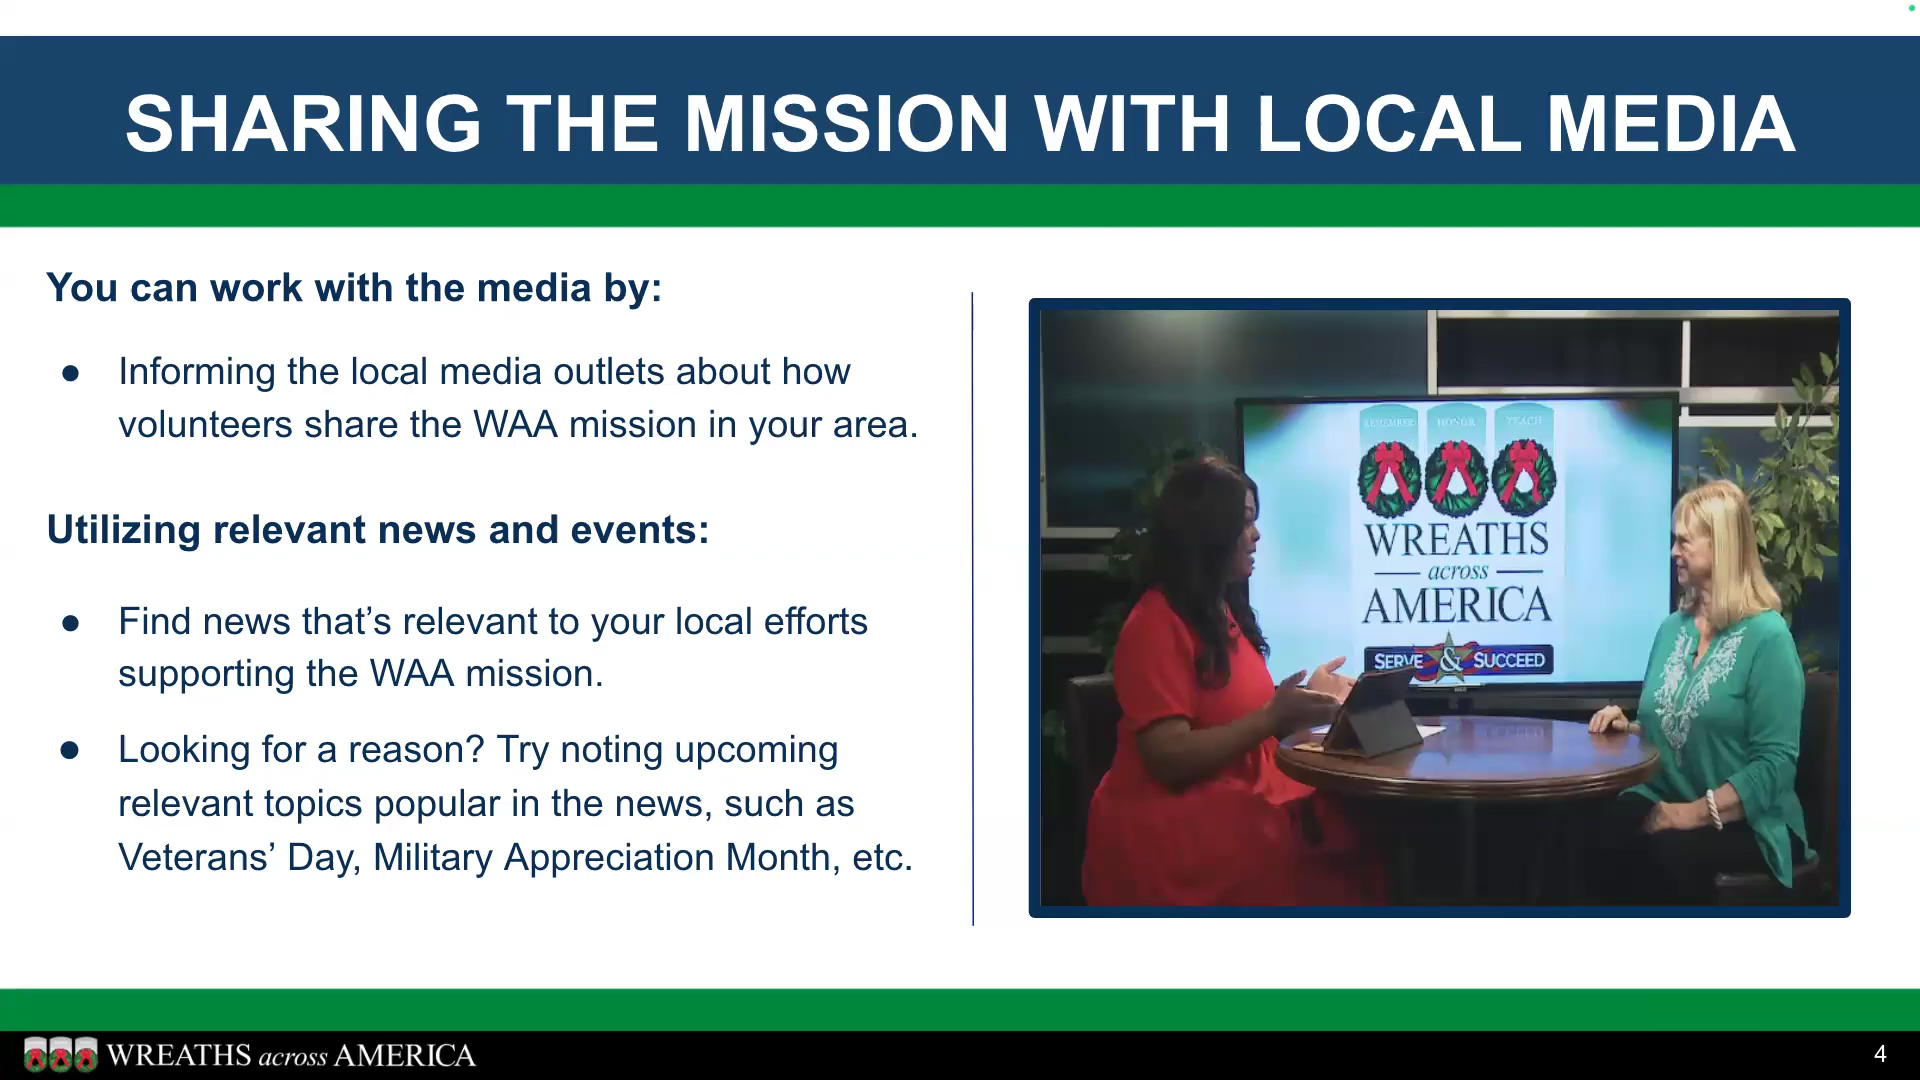 SHARING THE MISSION WITH LOCAL MEDIA
You can work with the media by:
● Informing the local media outlets about how
volunteers share the WAA mission in your area.
Utilizing relevant news and events:
● Find news that’s relevant to your local efforts
supporting the WAA mission.
● Looking for a reason? Try noting upcoming
relevant topics popular in the news, such as
Veterans’ Day, Military Appreciation Month, etc.
REMEMBER HONOR TEACH
WREATHS
across
AMERICA
SERVE & SUCCEED
WREATHS across AMERICA
4